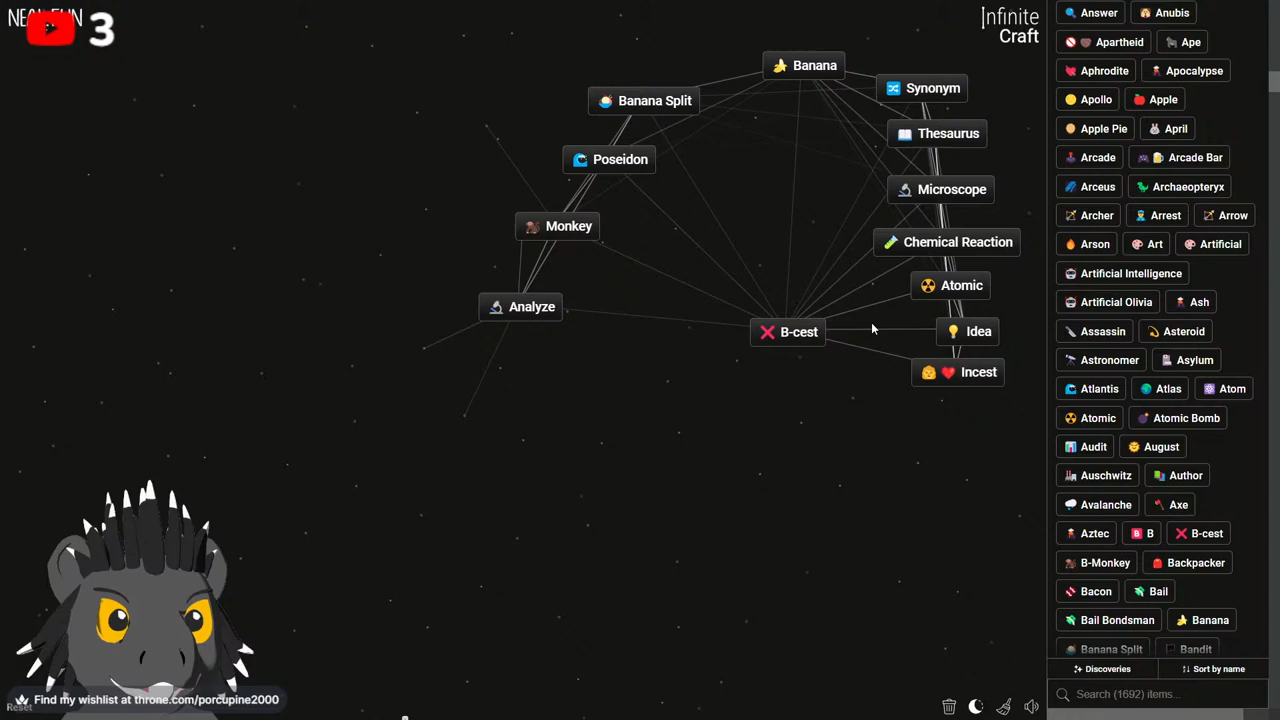 3
Infinite
Craft
Banana
Synonym
Banana Split
Thesaurus
Poseidon
Microscope
Monkey
Chemical Reaction
Atomic
Analyze
B-cest
Idea
Incest
Answer Anubis
Apartheid Ape
Aphrodite Apocalypse
Apollo Apple
Apple Pie April
Arcade Arcade Bar
Arceus Archaeopteryx
Archer Arrest Arrow
Arson Art Artificial
Artificial Intelligence
Artificial Olivia Ash
Assassin Asteroid
Astronomer Asylum
Atlantis Atlas Atom
Atomic Atomic Bomb
Audit August
Auschwitz Author
Avalanche Axe
Aztec B B B-cest
B-Monkey Backpacker
Bacon Bail
Bail Bondsman Banana
Banana Split Bandit
Discoveries Sort by name
Search (1692) items...
Find my wishlist at throne.com/porcupine2000
Reset